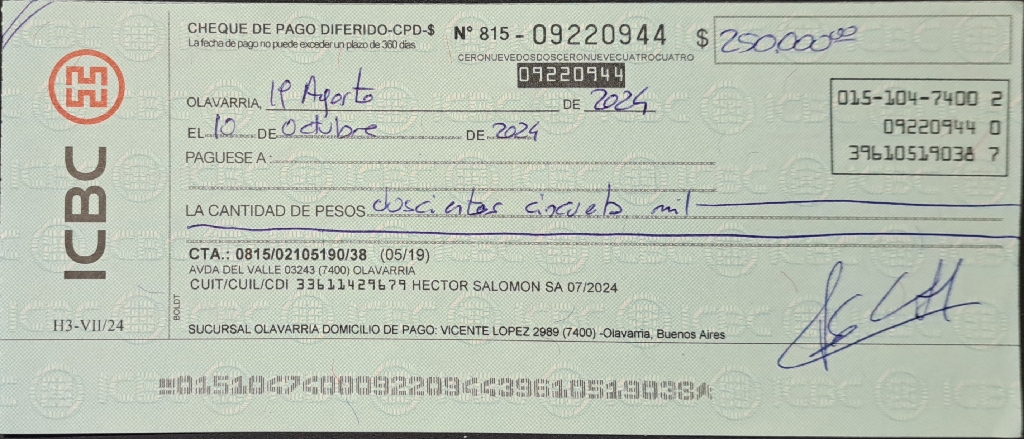 CHEQUE DE PAGO DIFERIDO-CPD-$ N° 815 - 09220944 $ 250.000.00
La fecha de pago no puede exceder un plazo de 360 días
CERONUEVEDOSDOSCERONUEVECUATROCUATRO
09220944
015-104-7400 2
09220944 0
39610519038 7
OLAVARRIA, 19 Agosto DE 2024
EL 10 DE Octubre DE 2024
PAGUESE A :
LA CANTIDAD DE PESOS doscientos cincueta mil
ICBC
CTA.: 0815/02105190/38 (05/19)
AVDA DEL VALLE 03243 (7400) OLAVARRIA
CUIT/CUIL/CDI 33611429679 HECTOR SALOMON SA 07/2024
BOLDT
H3-VII/24
SUCURSAL OLAVARRIA DOMICILIO DE PAGO: VICENTE LOPEZ 2989 (7400) -Olavarria, Buenos Aires
01510474000922094439610519038